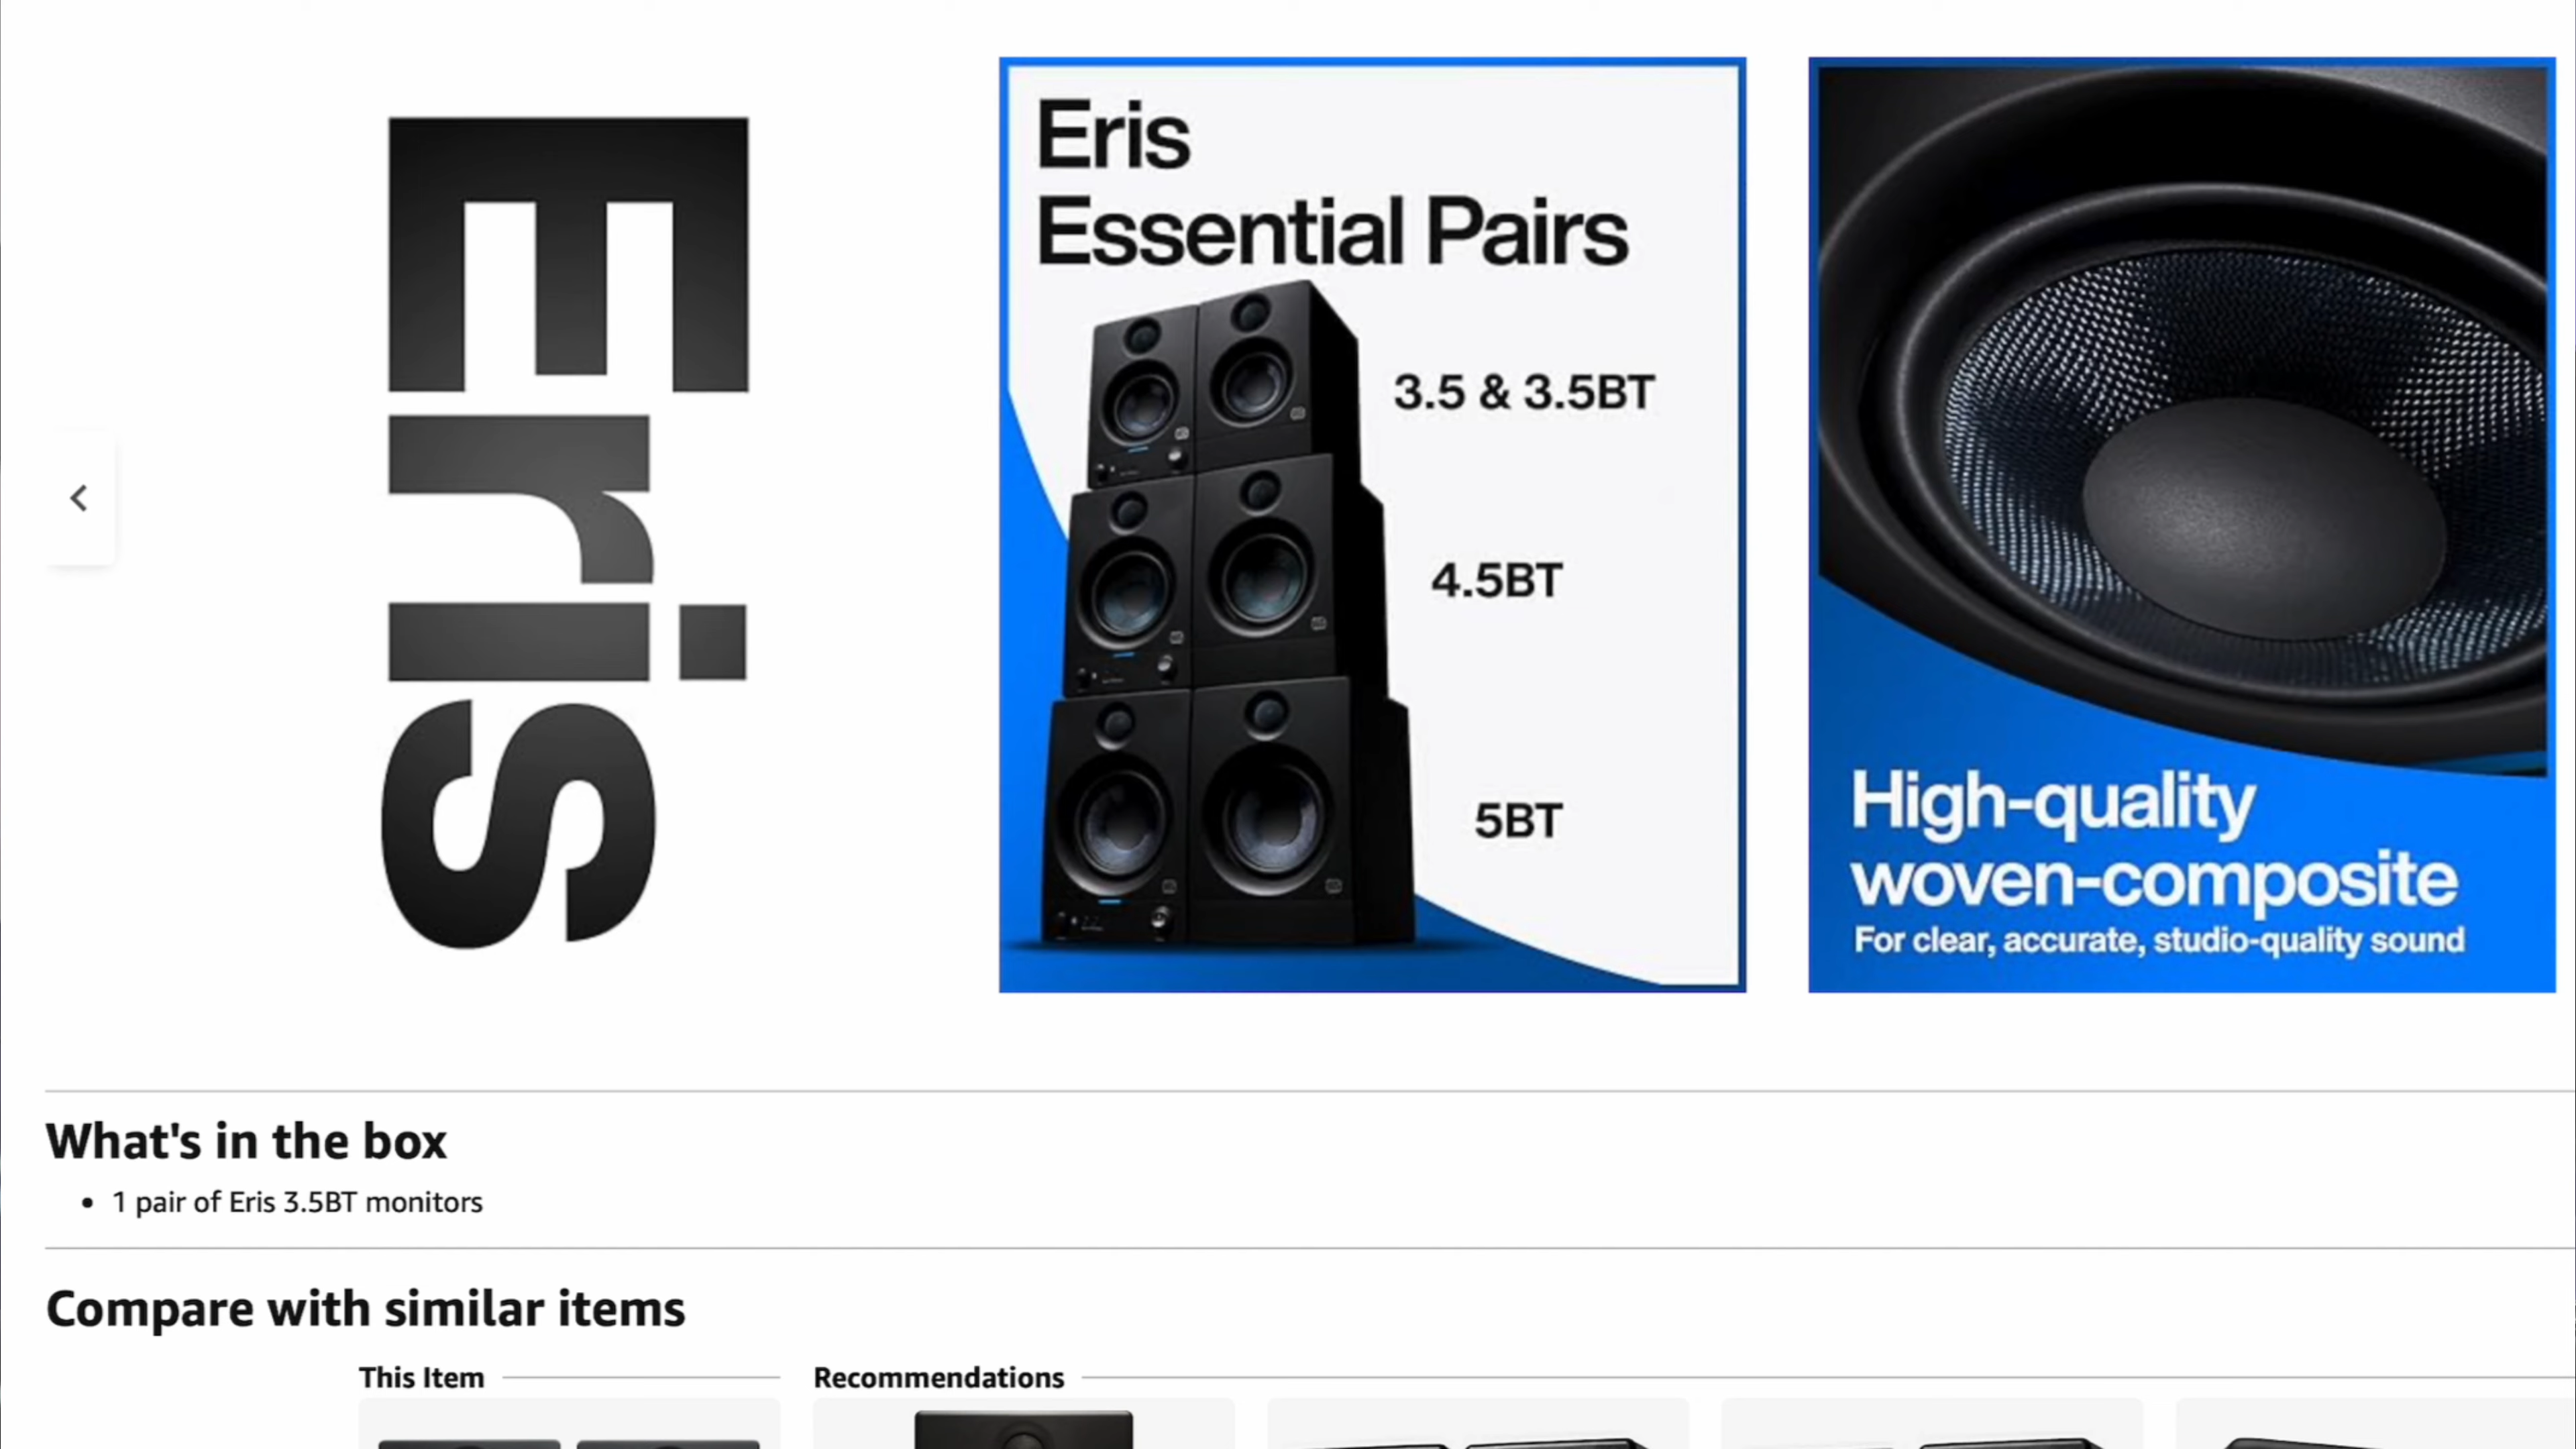 Eris
Eris
Essential Pairs
3.5 & 3.5BT
4.5BT
5BT
High-quality
woven-composite
For clear, accurate, studio-quality sound
What's in the box
• 1 pair of Eris 3.5BT monitors
Compare with similar items
This Item
Recommendations